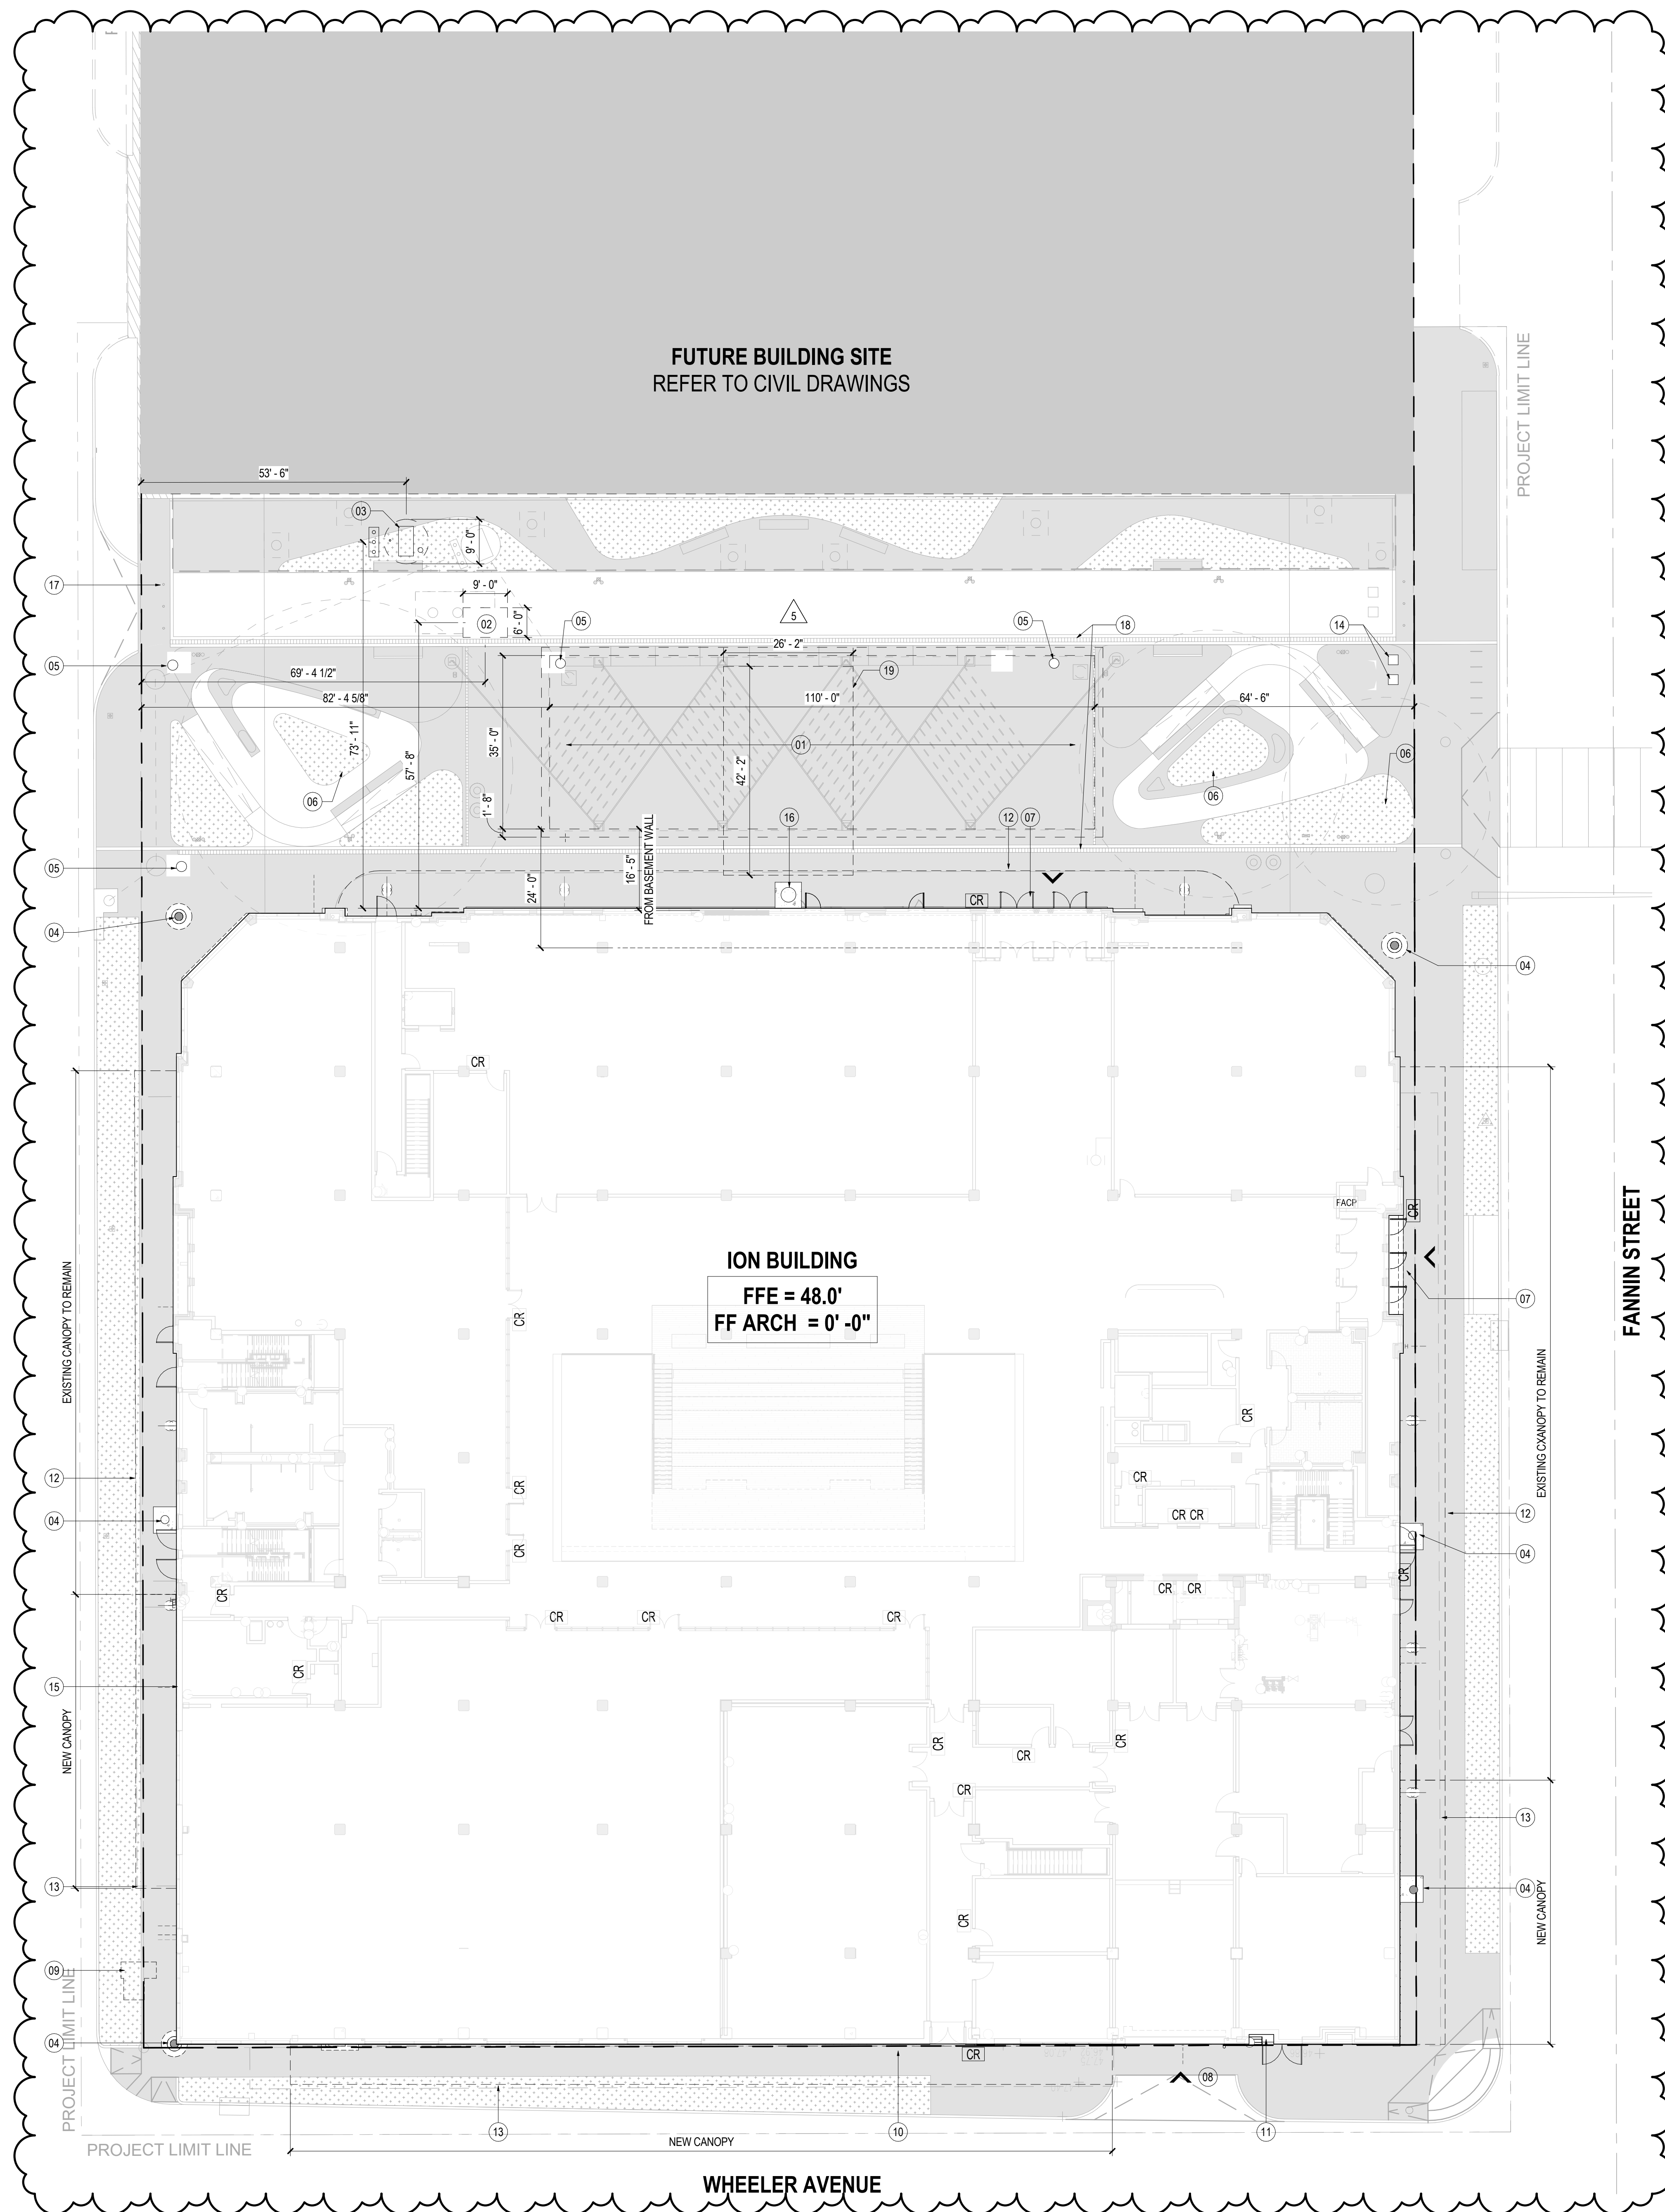 FUTURE BUILDING SITE
REFER TO CIVIL DRAWINGS
PROJECT LIMIT LINE
53' - 6"
03
9' - 0"
17
9' - 0"
02
6' - 0"
5
05
05
18
14
26' - 2"
05
19
69' - 4 1/2"
82' - 4 5/8"
110' - 0"
64' - 6"
73' - 11"
57' - 8"
35' - 0"
42' - 2"
01
06
06
06
1' - 8"
16
12
07
05
24' - 0"
16' - 5"
FROM BASEMENT WALL
CR
04
04
CR
FACP
CR
FANNIN STREET
ION BUILDING
FFE = 48.0'
FF ARCH = 0' -0"
07
CR
EXISTING CANOPY TO REMAIN
EXISTING CXANOPY TO REMAIN
CR
12
CR
CR
CR CR
12
04
CR
04
CR
CR
CR
CR
CR
CR
CR
CR
15
NEW CANOPY
CR
CR
CR
CR
13
CR
13
04
CR
NEW CANOPY
09
PROJECT LIMIT LINE
04
CR
08
13
10
11
NEW CANOPY
PROJECT LIMIT LINE
WHEELER AVENUE